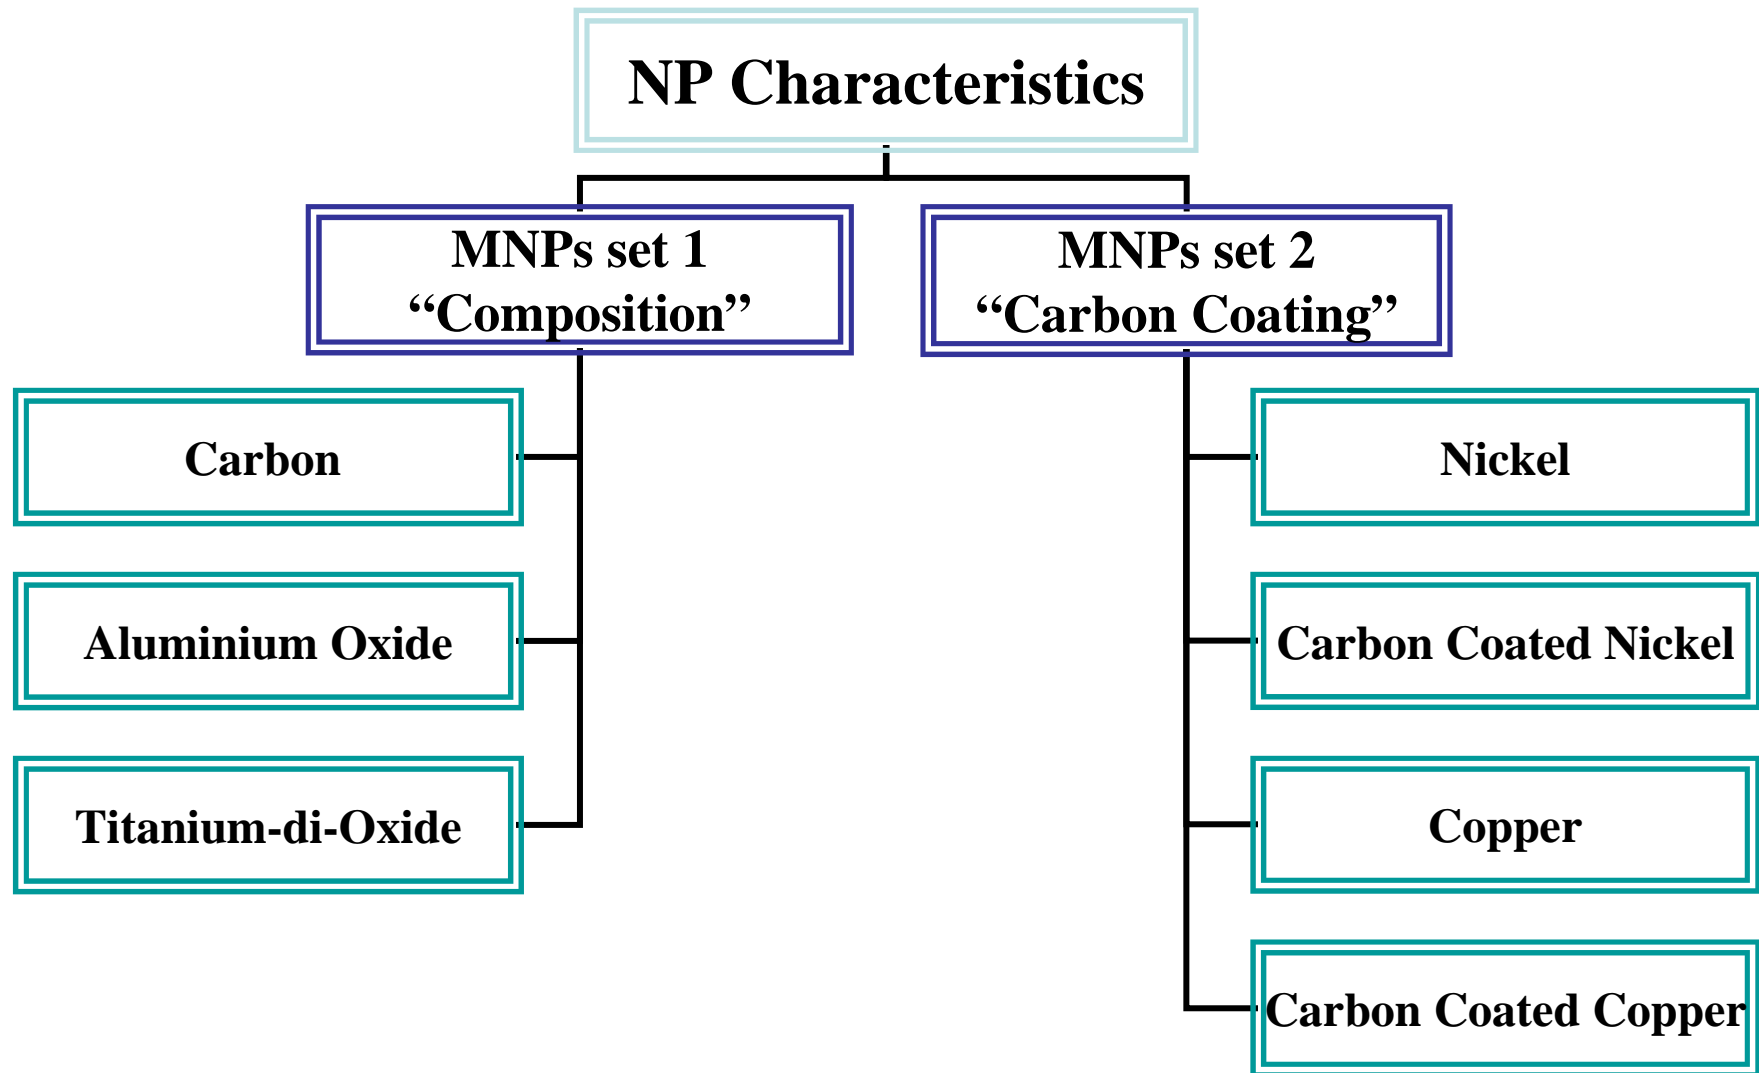 NP Characteristics
MNPs set 1
“Composition”
MNPs set 2
“Carbon Coating”
Carbon
Aluminium Oxide
Titanium-di-Oxide
Nickel
Carbon Coated Nickel
Copper
Carbon Coated Copper